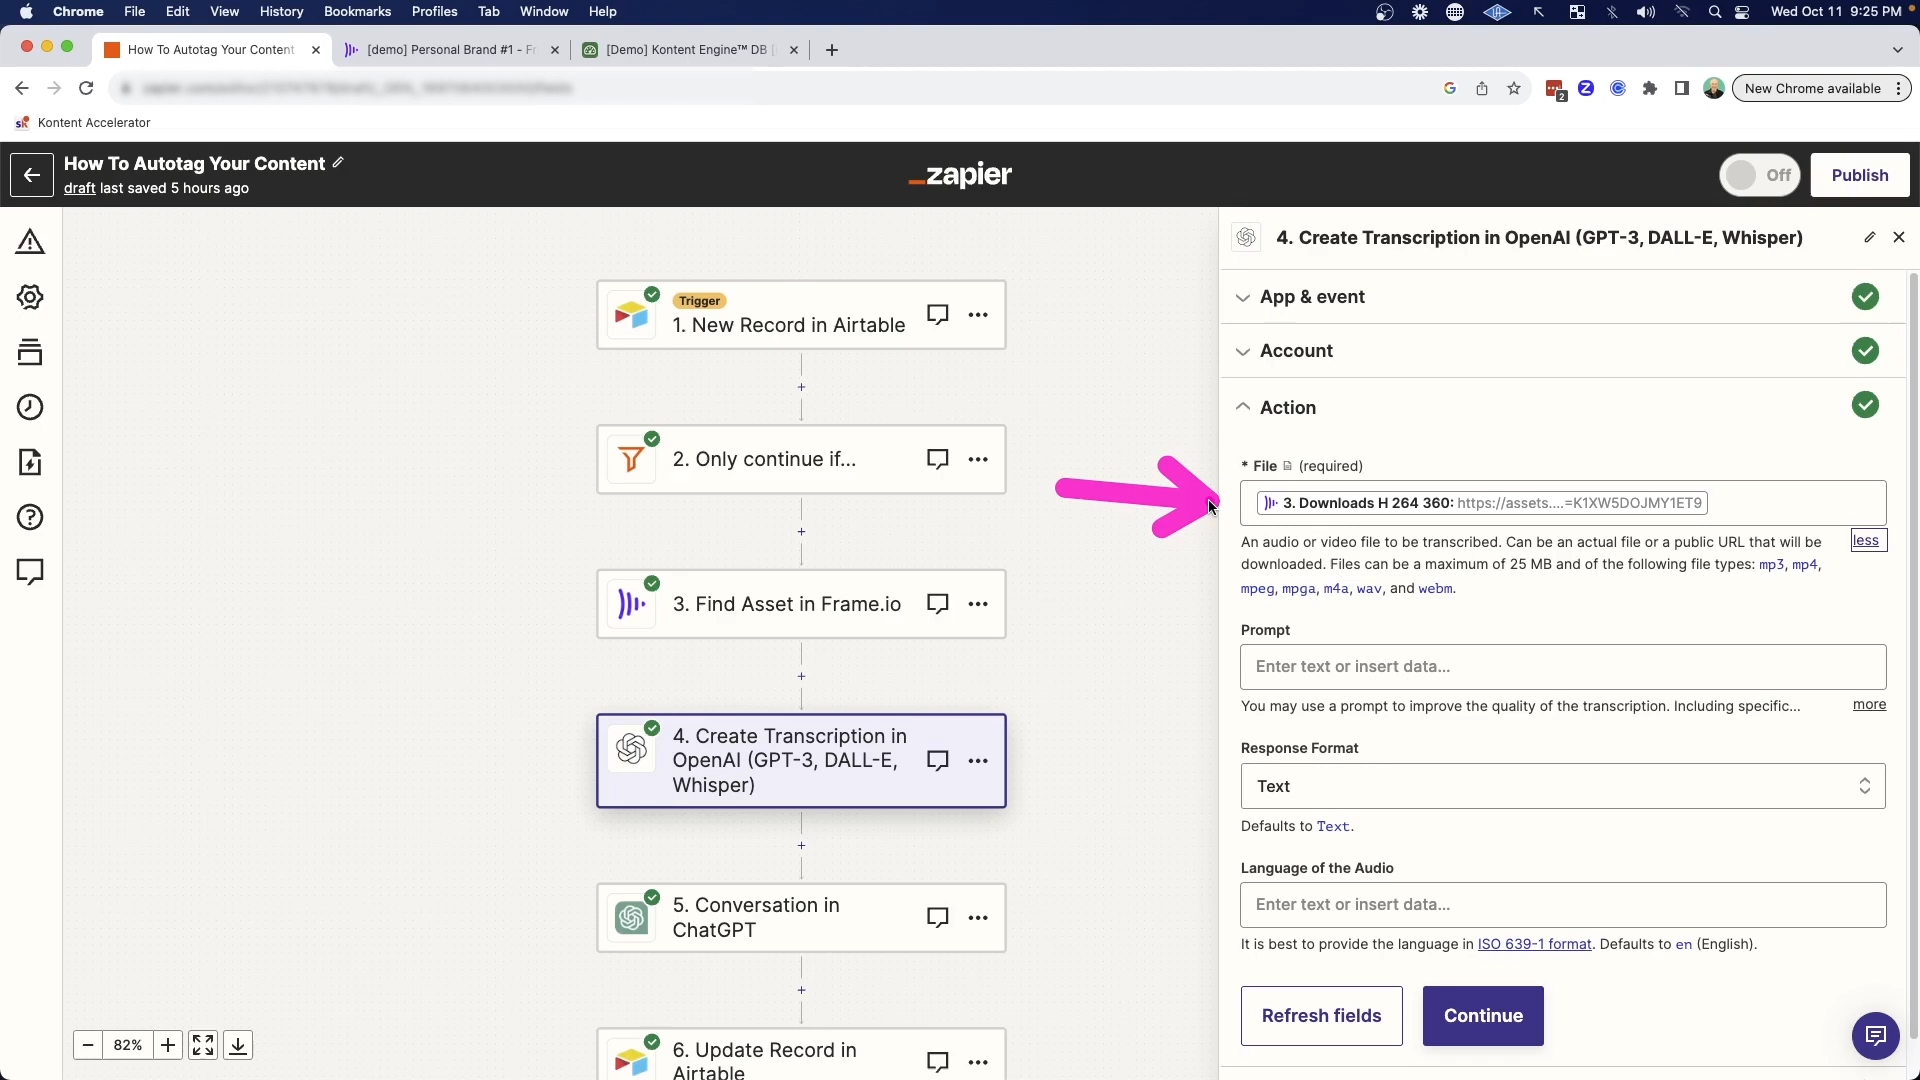 Chrome File Edit View History Bookmarks Profiles Tab Window Help
Wed Oct 11 9:25 PM
How To Autotag Your Content
[demo] Personal Brand #1 - Fr
[Demo] Kontent Engine™ DB
2
New Chrome available
Kontent Accelerator
How To Autotag Your Content
draft last saved 5 hours ago
_zapier
Off
Publish
Trigger
1. New Record in Airtable
2. Only continue if...
3. Find Asset in Frame.io
4. Create Transcription in
OpenAI (GPT-3, DALL-E,
Whisper)
5. Conversation in
ChatGPT
6. Update Record in
Airtable
82%
4. Create Transcription in OpenAI (GPT-3, DALL-E, Whisper)
App & event
Account
Action
* File (required)
3. Downloads H 264 360: https://assets....=K1XW5DOJMY1ET9
An audio or video file to be transcribed. Can be an actual file or a public URL that will be
less
downloaded. Files can be a maximum of 25 MB and of the following file types: mp3, mp4,
mpeg, mpga, m4a, wav, and webm.
Prompt
Enter text or insert data...
You may use a prompt to improve the quality of the transcription. Including specific...
more
Response Format
Text
Defaults to Text.
Language of the Audio
Enter text or insert data...
It is best to provide the language in ISO 639-1 format. Defaults to en (English).
Refresh fields
Continue